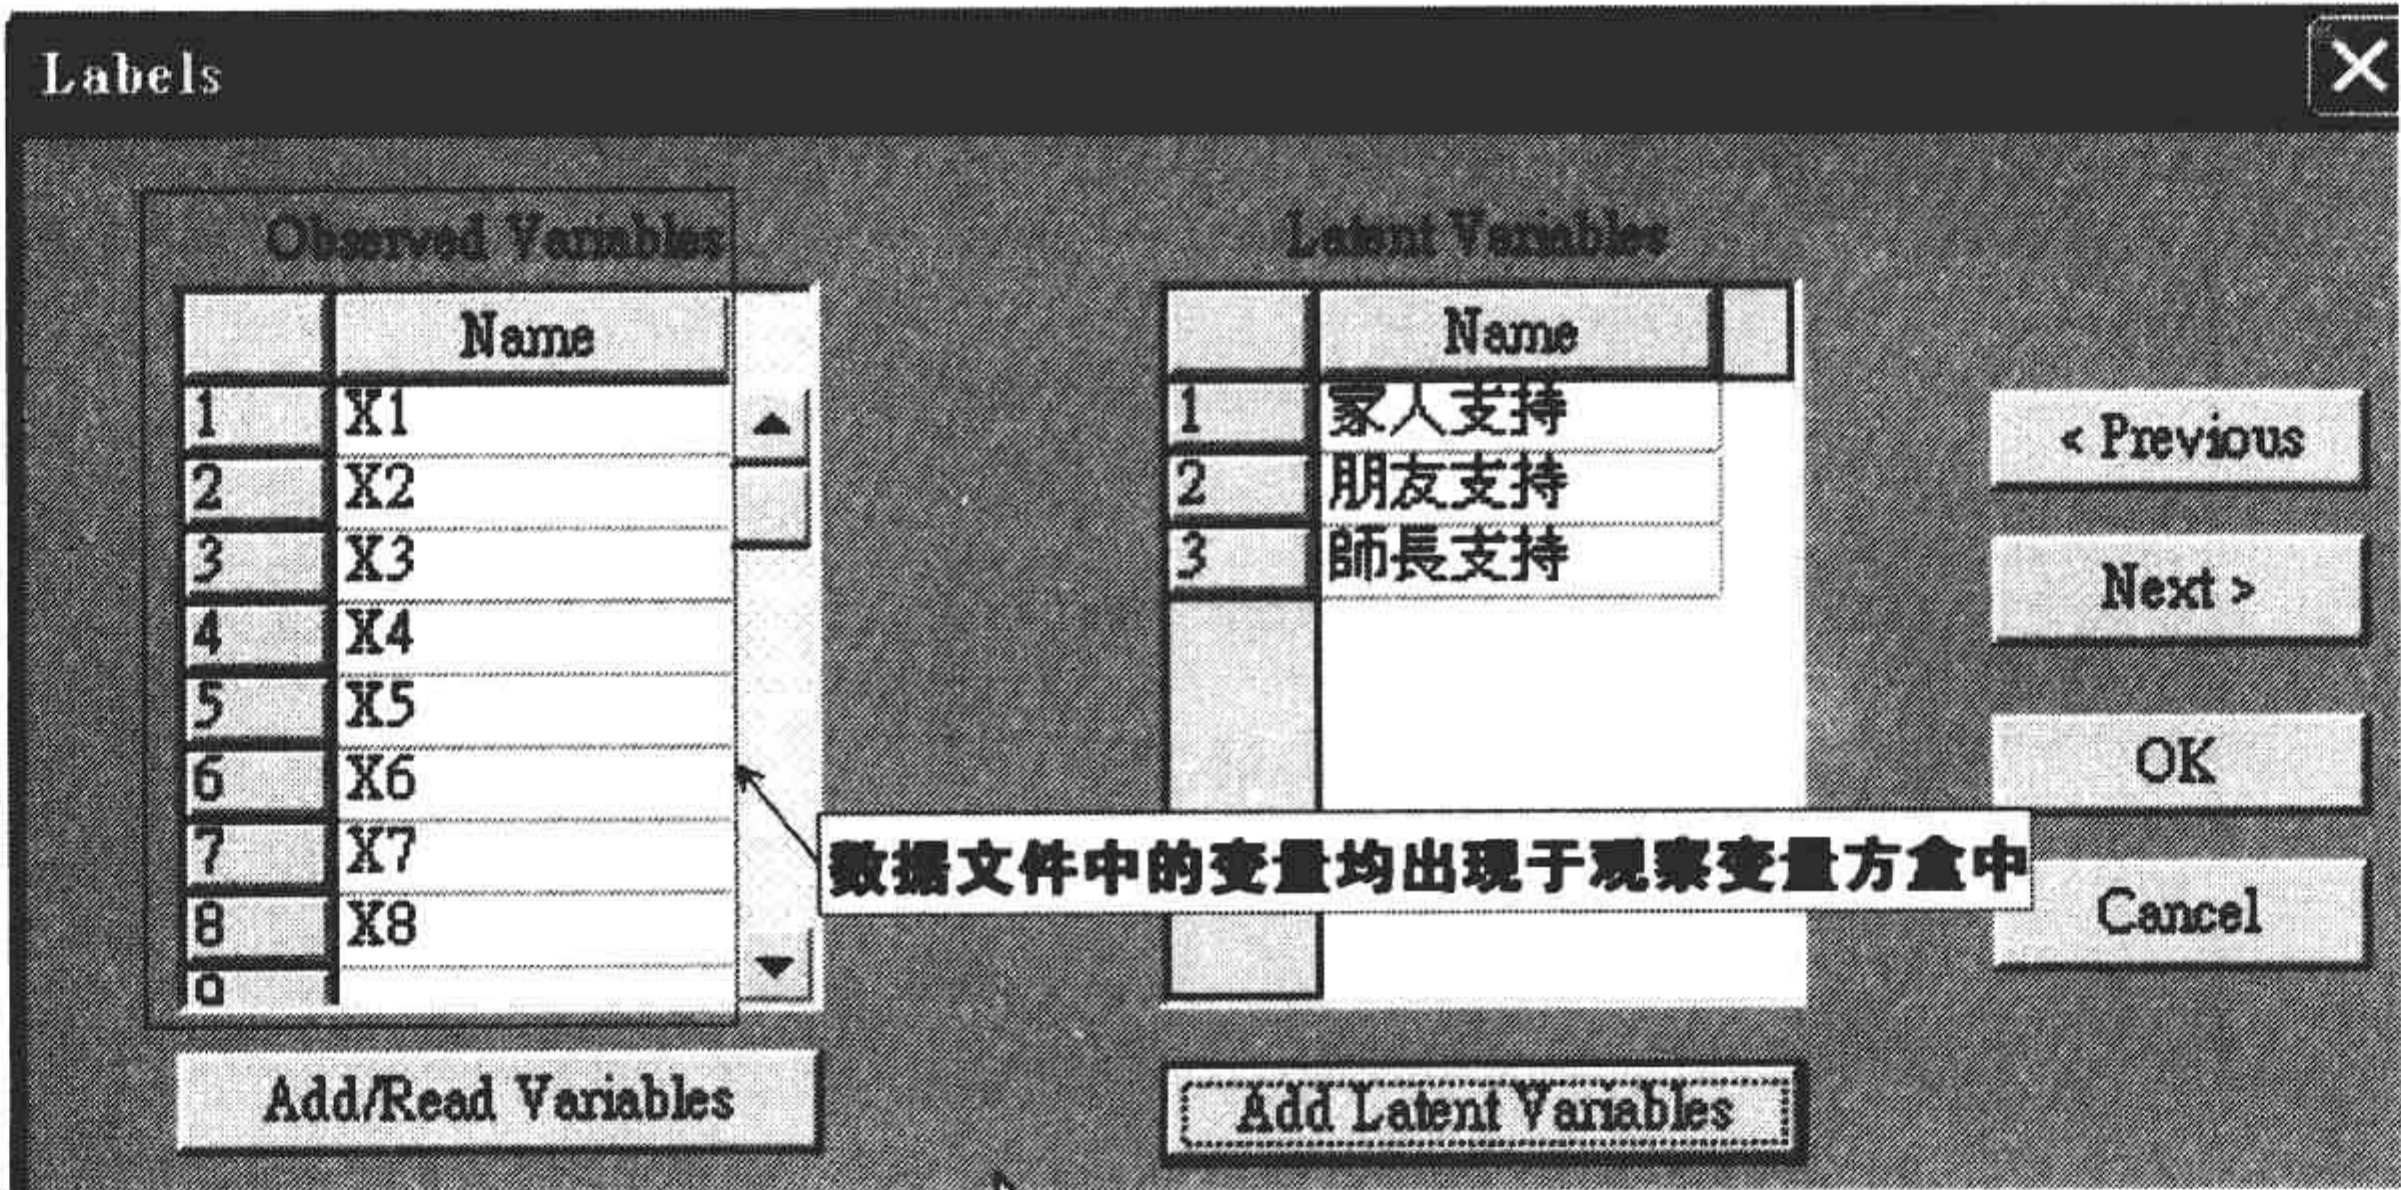 Labels
Observed Variables
Name
1 X1
2 X2
3 X3
4 X4
5 X5
6 X6
7 X7
8 X8
9
Add/Read Variables
Latent Variables
Name
1 家人支持
2 朋友支持
3 師長支持
Add Latent Variables
数据文件中的变量均出现于观察变量方盒中
< Previous
Next >
OK
Cancel